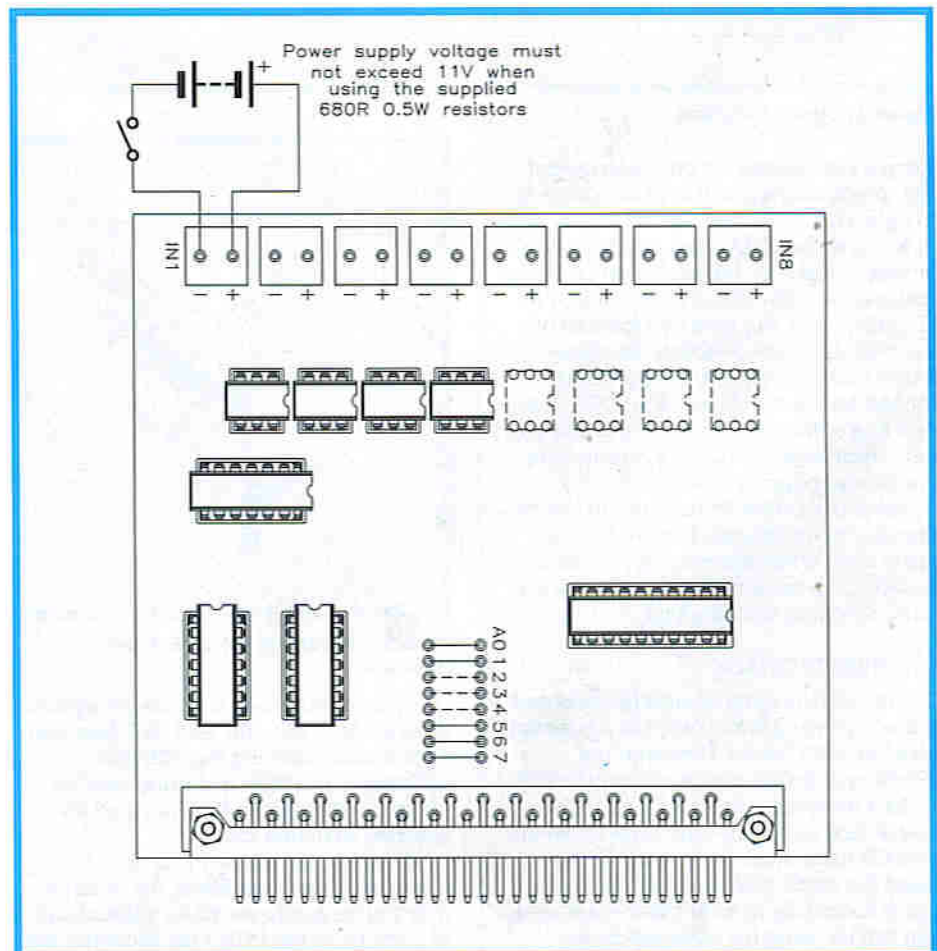 Power supply voltage must
not exceed 11V when
using the supplied
680R 0.5W resistors
+
IN1
IN8
− + − + − + − + − + − + − + − +
A0 1 2 3 4 5 6 7